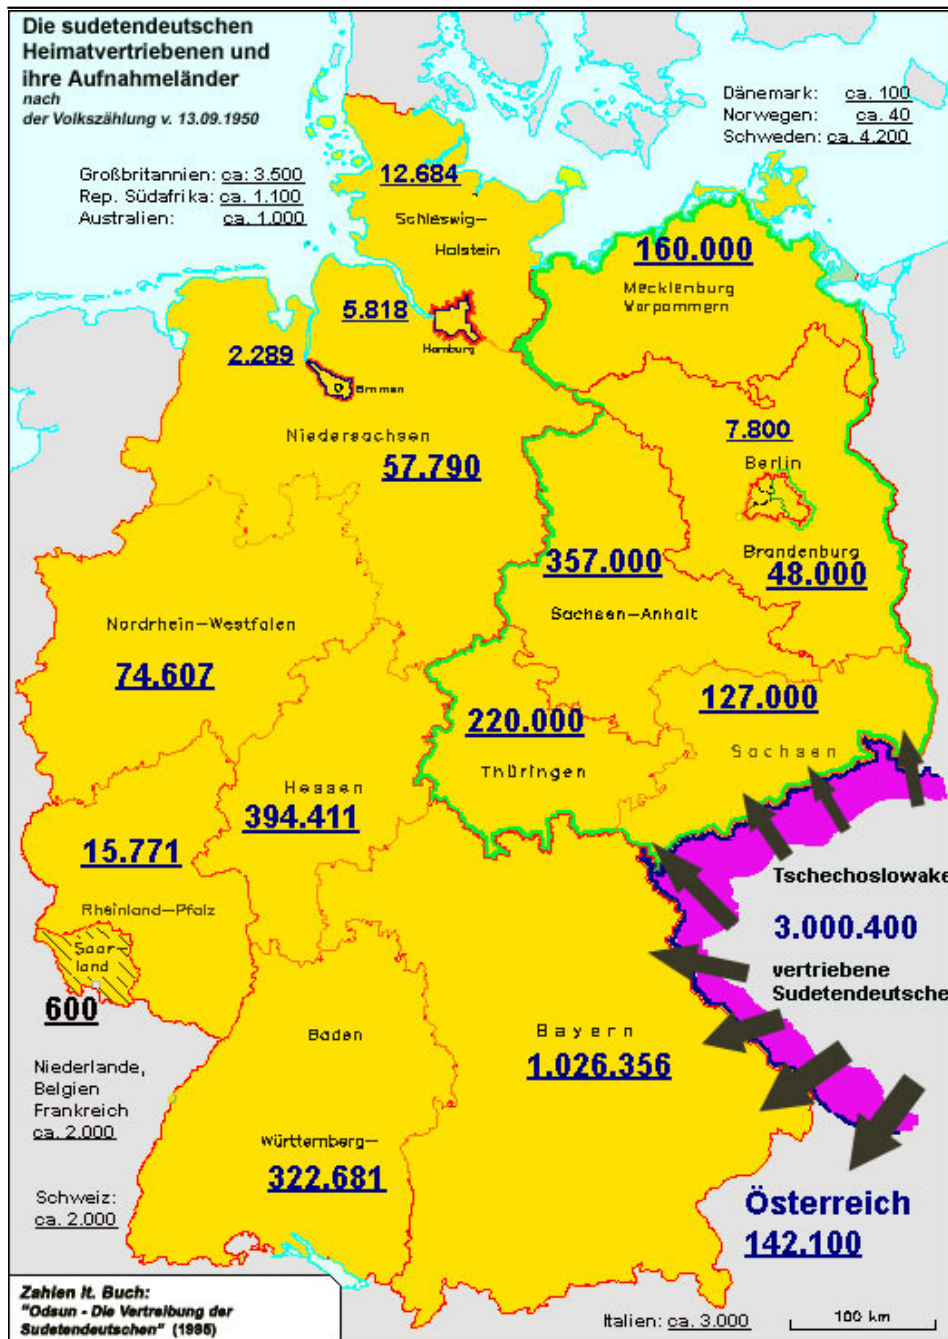 Die sudetendeutschen
Heimatvertriebenen und
ihre Aufnahmeländer
nach
der Volkszählung v. 13.09.1950
Dänemark: ca. 100
Norwegen: ca. 40
Schweden: ca. 4.200
Großbritannien: ca: 3.500
Rep. Südafrika: ca. 1.100
Australien: ca. 1.000
12.684
Schleswig-
Holstein
160.000
Mecklenburg
Vorpommern
5.818
Hamburg
2.289
Bremen
Niedersachsen
57.790
7.800
Berlin
Brandenburg
48.000
357.000
Sachsen-Anhalt
Nordrhein-Westfalen
74.607
220.000
Thüringen
127.000
Sachsen
Hessen
394.411
15.771
Rheinland-Pfalz
Saar-
land
600
Tschechoslowake
3.000.400
vertriebene
Sudetendeutsche
Baden
Württemberg-
322.681
Bayern
1.026.356
Niederlande,
Belgien
Frankreich
ca. 2.000
Schweiz:
ca. 2.000
Österreich
142.100
Zahlen lt. Buch:
"Odsun - Die Vertreibung der
Sudetendeutschen" (1995)
Italien: ca. 3.000
100 km